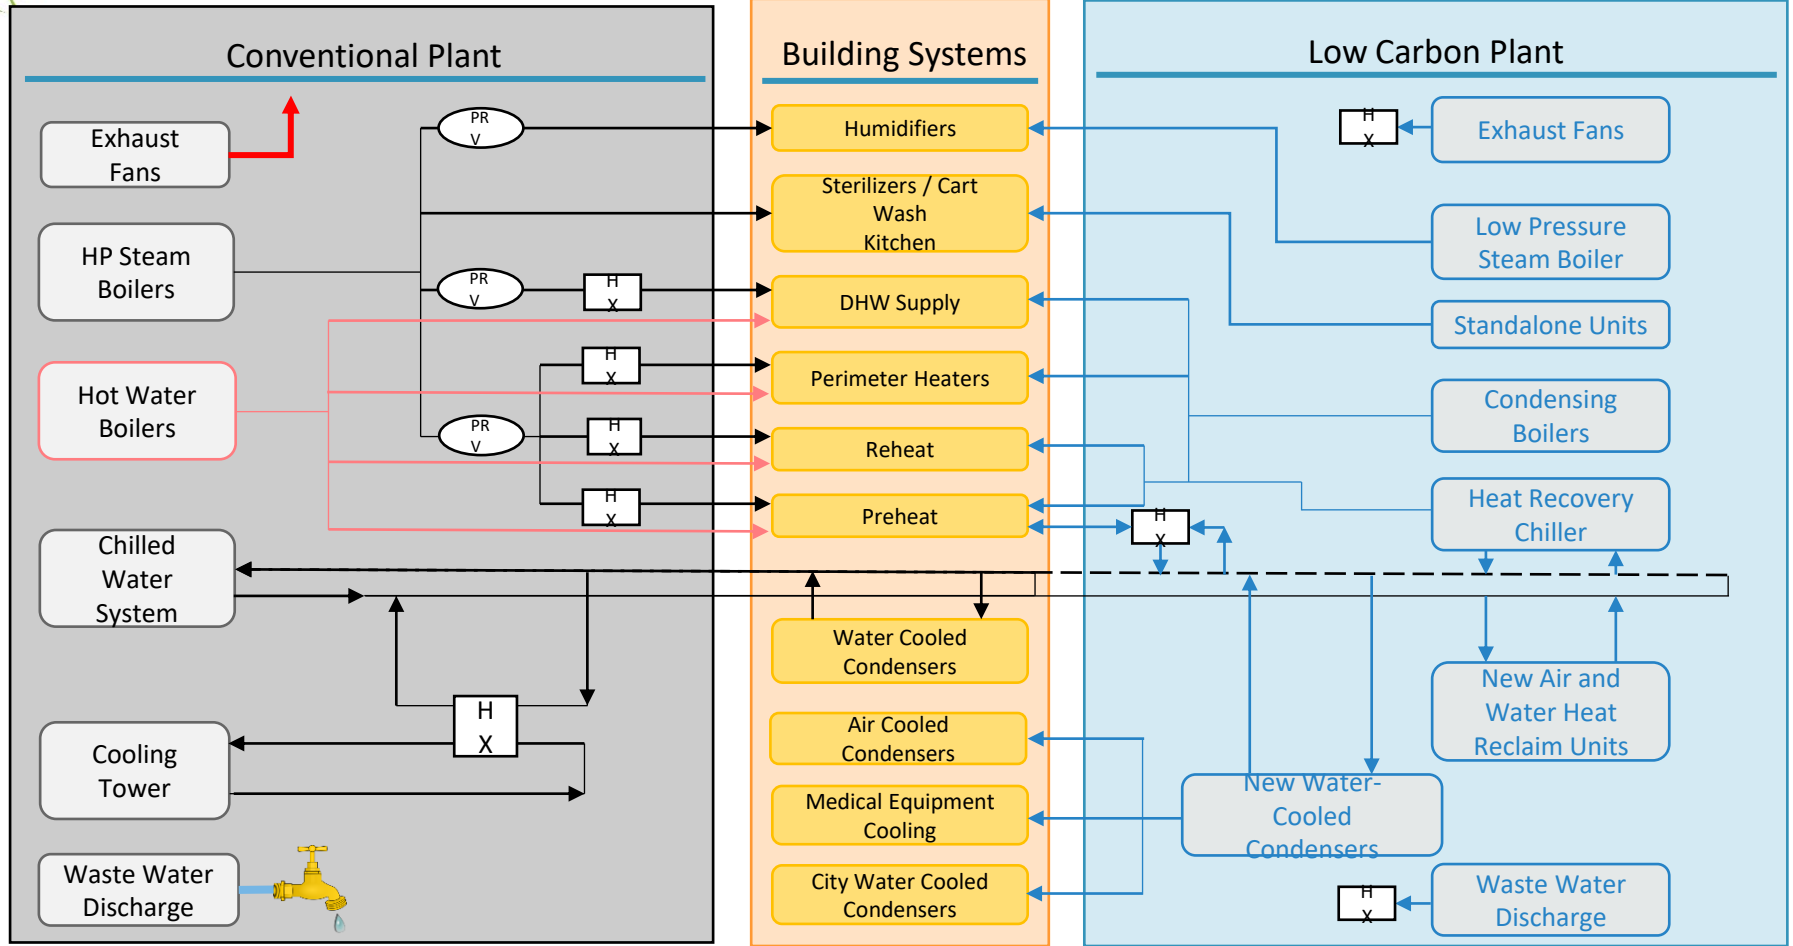 Conventional Plant
Exhaust
Fans
HP Steam
Boilers
Hot Water
Boilers
Chilled
Water
System
Cooling
Tower
Waste Water
Discharge
PR
V
PR
V
H
X
H
X
PR
V
H
X
H
X
H
X
Building Systems
Humidifiers
Sterilizers / Cart
Wash
Kitchen
DHW Supply
Perimeter Heaters
Reheat
Preheat
Water Cooled
Condensers
Air Cooled
Condensers
Medical Equipment
Cooling
City Water Cooled
Condensers
Low Carbon Plant
H
X
Exhaust Fans
Low Pressure
Steam Boiler
Standalone Units
Condensing
Boilers
Heat Recovery
Chiller
H
X
New Air and
Water Heat
Reclaim Units
New Water-
Cooled
Condensers
H
X
Waste Water
Discharge